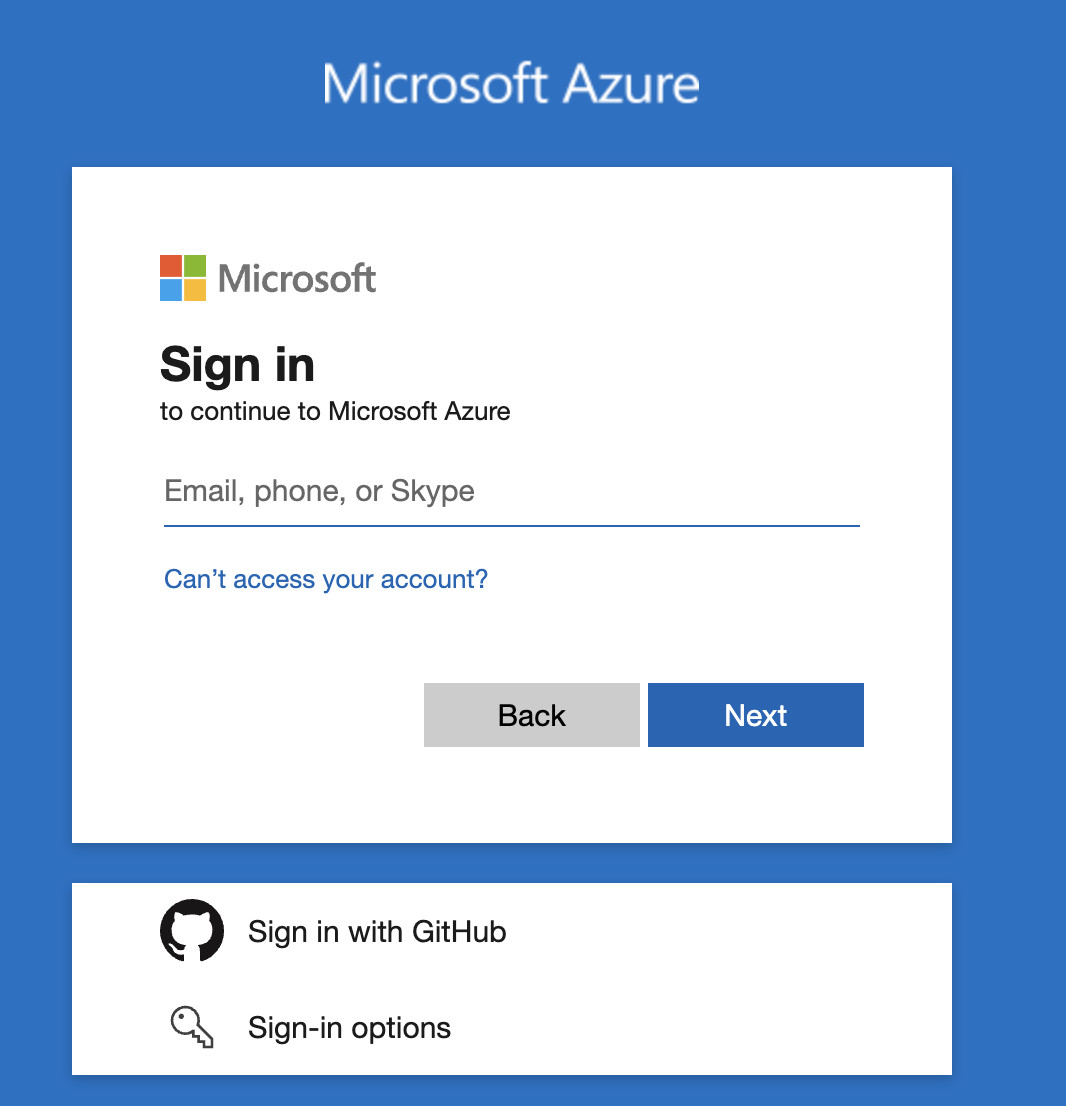 Microsoft Azure
Microsoft
Sign in
to continue to Microsoft Azure
Email, phone, or Skype
Can’t access your account?
Back
Next
Sign in with GitHub
Sign-in options